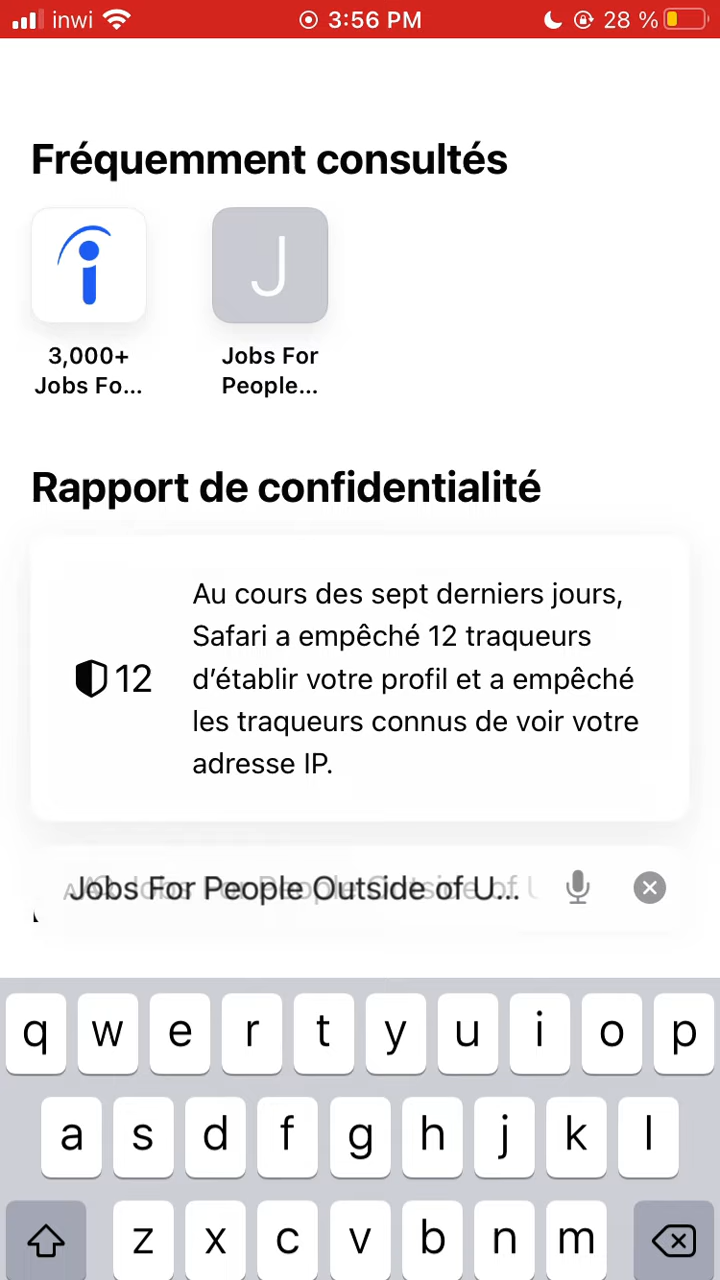 inwi 3:56 PM 28 %
Fréquemment consultés
J
3,000+
Jobs Fo...
Jobs For
People...
Rapport de confidentialité
12
Au cours des sept derniers jours,
Safari a empêché 12 traqueurs
d’établir votre profil et a empêché
les traqueurs connus de voir votre
adresse IP.
Jobs For People Outside of U...
q w e r t y u i o p
a s d f g h j k l
z x c v b n m